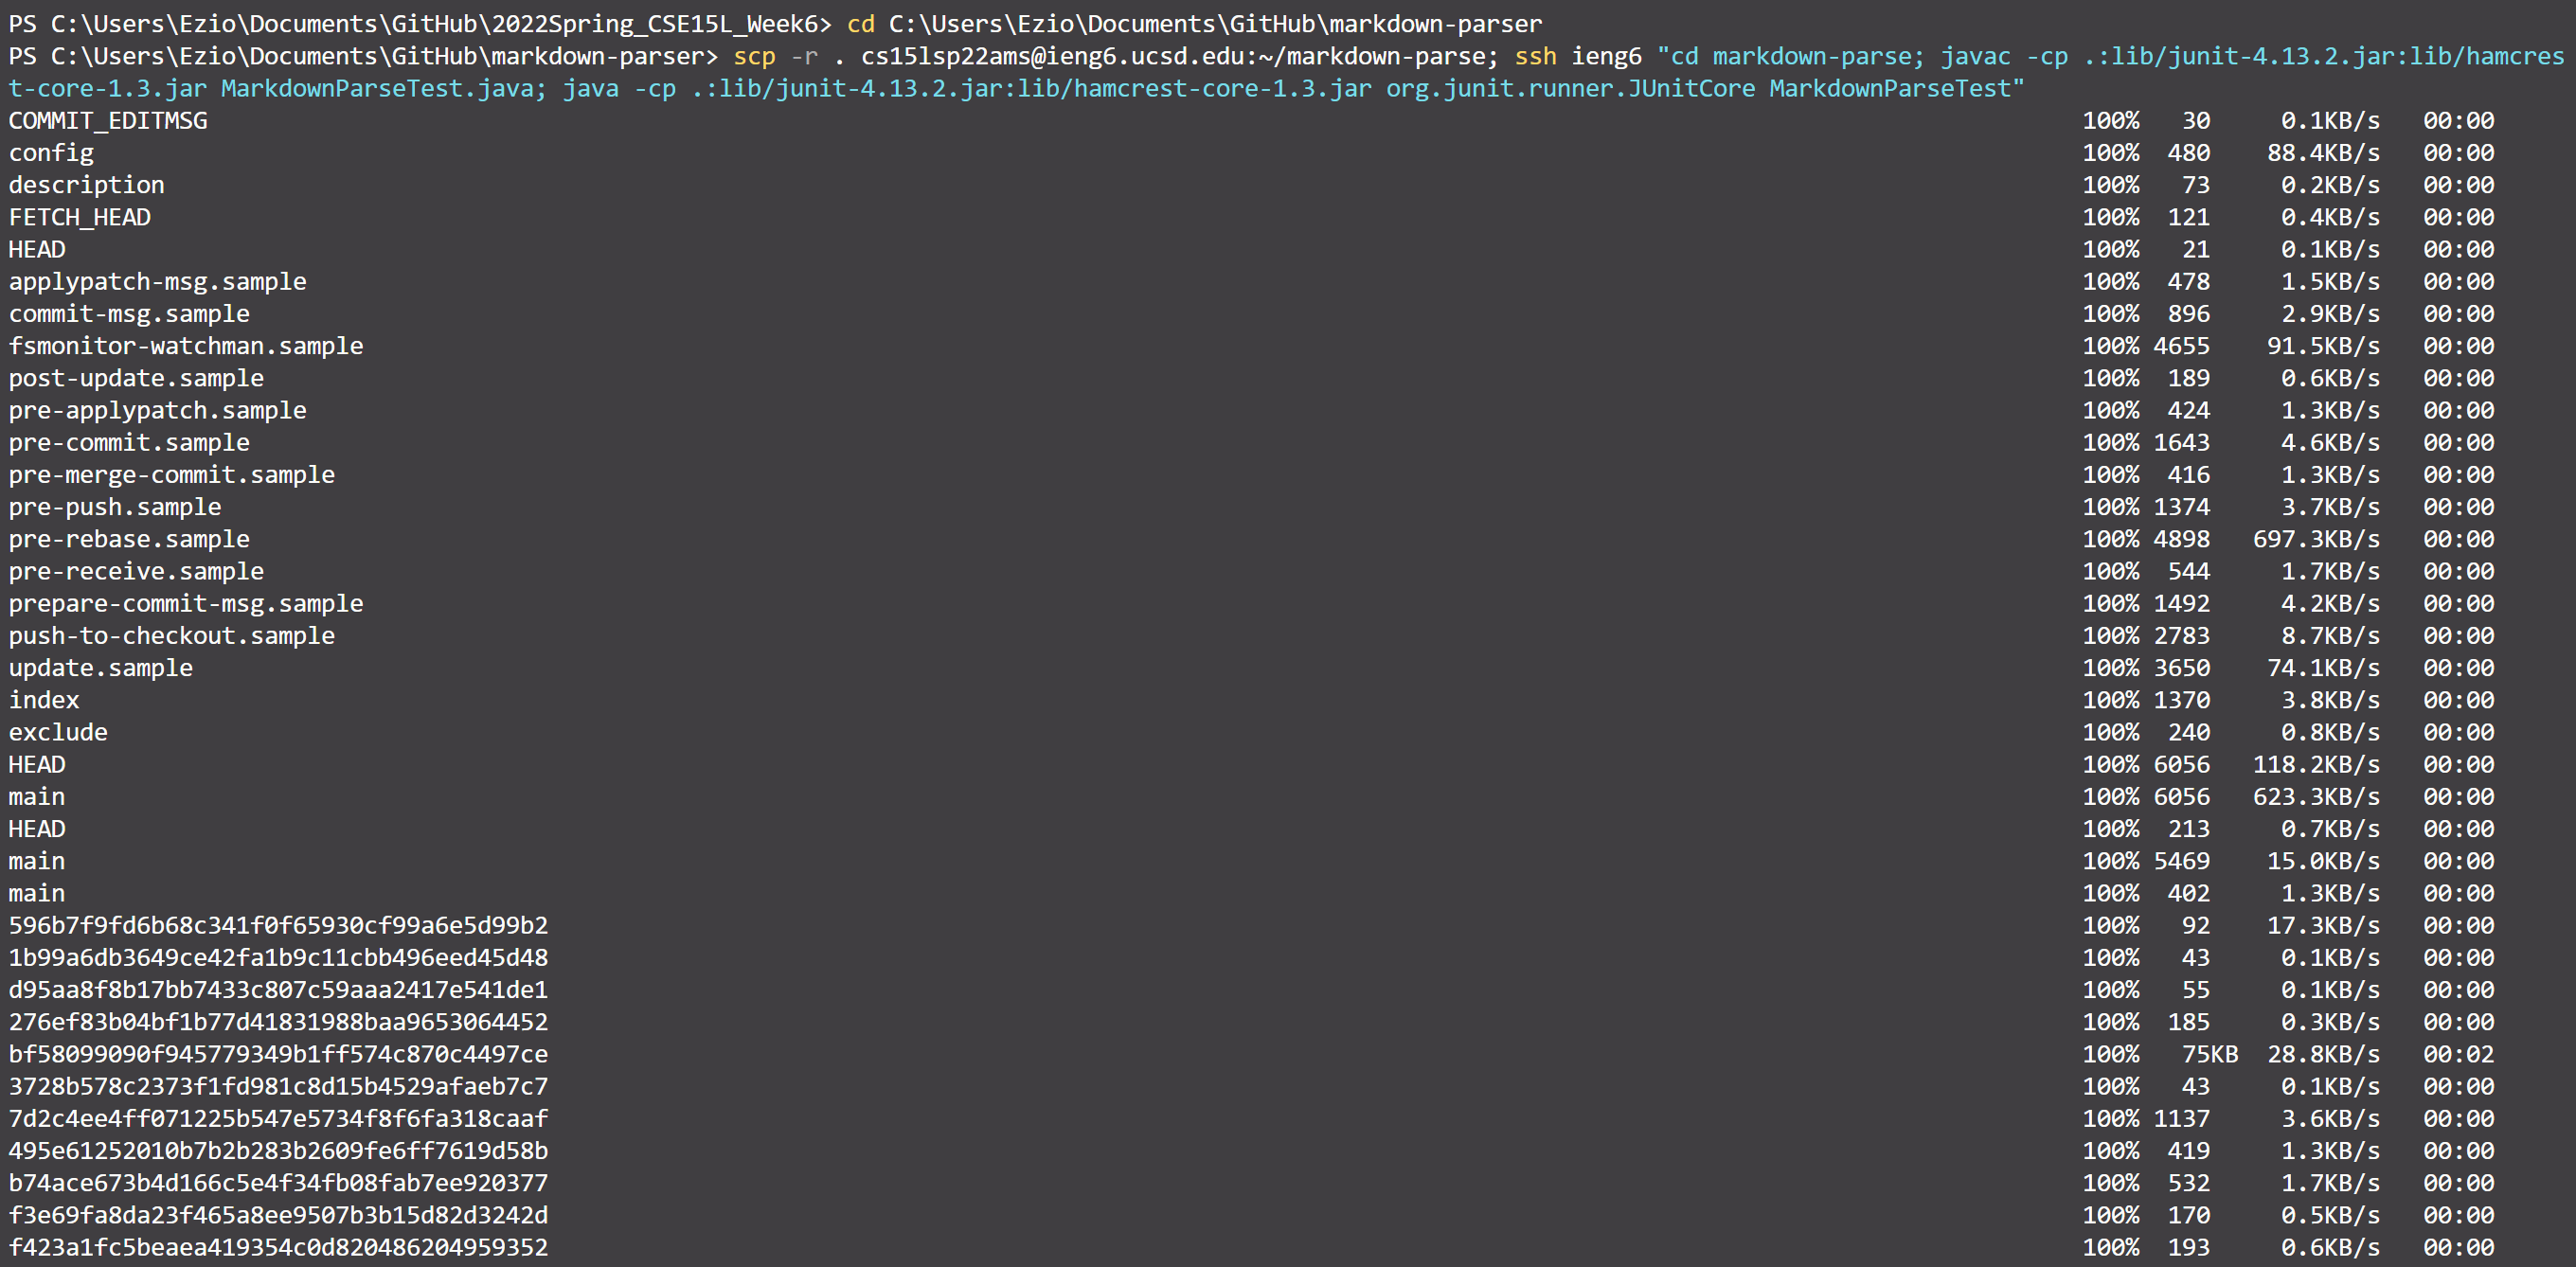 PS C:\Users\Ezio\Documents\GitHub\2022Spring_CSE15L_Week6> cd C:\Users\Ezio\Documents\GitHub\markdown-parser
PS C:\Users\Ezio\Documents\GitHub\markdown-parser> scp -r . cs15lsp22ams@ieng6.ucsd.edu:~/markdown-parse; ssh ieng6 "cd markdown-parse; javac -cp .:lib/junit-4.13.2.jar:lib/hamcres
t-core-1.3.jar MarkdownParseTest.java; java -cp .:lib/junit-4.13.2.jar:lib/hamcrest-core-1.3.jar org.junit.runner.JUnitCore MarkdownParseTest"
COMMIT_EDITMSG 100% 30 0.1KB/s 00:00
config 100% 480 88.4KB/s 00:00
description 100% 73 0.2KB/s 00:00
FETCH_HEAD 100% 121 0.4KB/s 00:00
HEAD 100% 21 0.1KB/s 00:00
applypatch-msg.sample 100% 478 1.5KB/s 00:00
commit-msg.sample 100% 896 2.9KB/s 00:00
fsmonitor-watchman.sample 100% 4655 91.5KB/s 00:00
post-update.sample 100% 189 0.6KB/s 00:00
pre-applypatch.sample 100% 424 1.3KB/s 00:00
pre-commit.sample 100% 1643 4.6KB/s 00:00
pre-merge-commit.sample 100% 416 1.3KB/s 00:00
pre-push.sample 100% 1374 3.7KB/s 00:00
pre-rebase.sample 100% 4898 697.3KB/s 00:00
pre-receive.sample 100% 544 1.7KB/s 00:00
prepare-commit-msg.sample 100% 1492 4.2KB/s 00:00
push-to-checkout.sample 100% 2783 8.7KB/s 00:00
update.sample 100% 3650 74.1KB/s 00:00
index 100% 1370 3.8KB/s 00:00
exclude 100% 240 0.8KB/s 00:00
HEAD 100% 6056 118.2KB/s 00:00
main 100% 6056 623.3KB/s 00:00
HEAD 100% 213 0.7KB/s 00:00
main 100% 5469 15.0KB/s 00:00
main 100% 402 1.3KB/s 00:00
596b7f9fd6b68c341f0f65930cf99a6e5d99b2 100% 92 17.3KB/s 00:00
1b99a6db3649ce42fa1b9c11cbb496eed45d48 100% 43 0.1KB/s 00:00
d95aa8f8b17bb7433c807c59aaa2417e541de1 100% 55 0.1KB/s 00:00
276ef83b04bf1b77d41831988baa9653064452 100% 185 0.3KB/s 00:00
bf58099090f945779349b1ff574c870c4497ce 100% 75KB 28.8KB/s 00:02
3728b578c2373f1fd981c8d15b4529afaeb7c7 100% 43 0.1KB/s 00:00
7d2c4ee4ff071225b547e5734f8f6fa318caaf 100% 1137 3.6KB/s 00:00
495e61252010b7b2b283b2609fe6ff7619d58b 100% 419 1.3KB/s 00:00
b74ace673b4d166c5e4f34fb08fab7ee920377 100% 532 1.7KB/s 00:00
f3e69fa8da23f465a8ee9507b3b15d82d3242d 100% 170 0.5KB/s 00:00
f423a1fc5beaea419354c0d820486204959352 100% 193 0.6KB/s 00:00